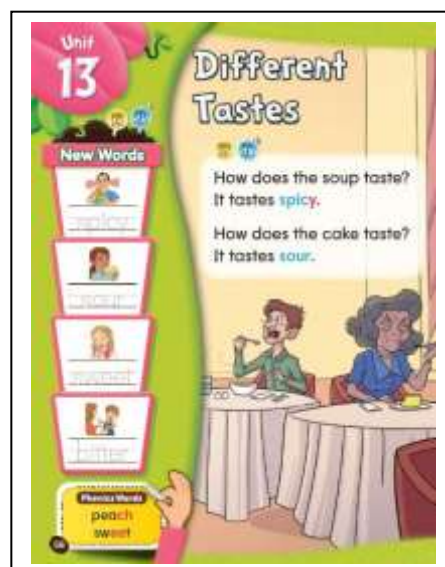 Unit
13
Different
Tastes
New Words
spicy
sour
sweet
bitter
How does the soup taste?
It tastes spicy.
How does the cake taste?
It tastes sour.
Phonics Words
peach
sweet